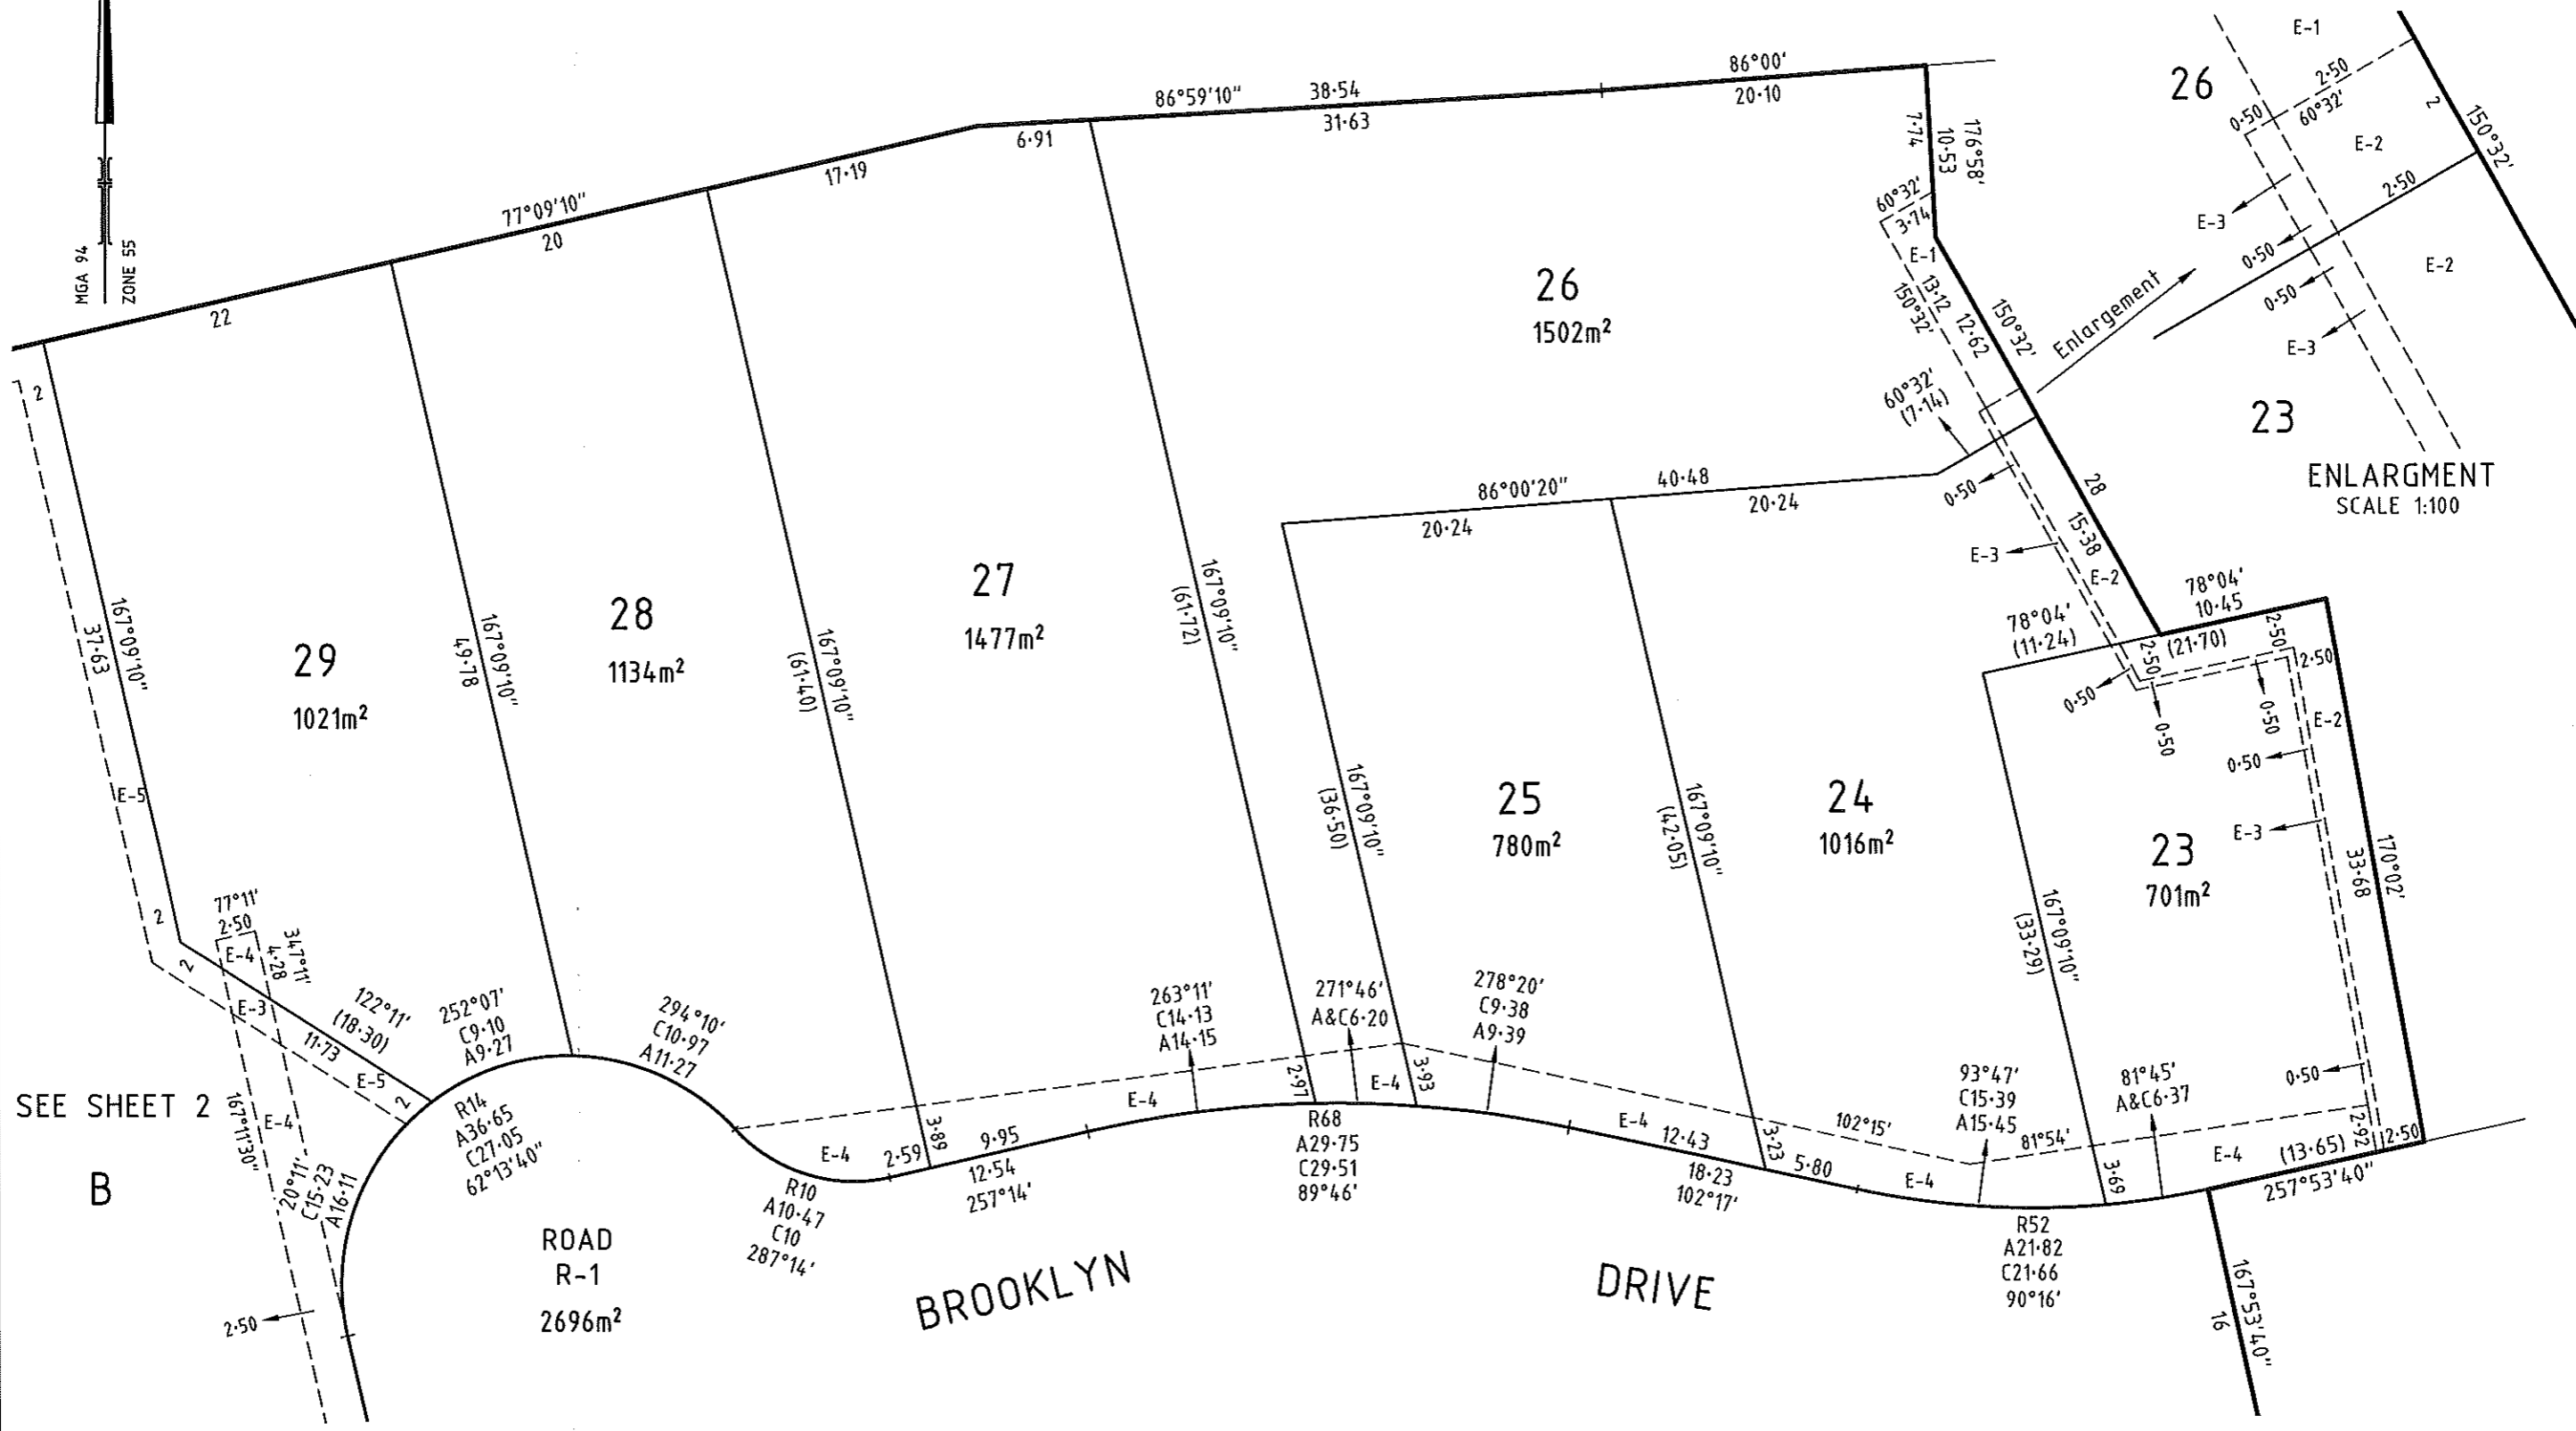 MGA 94
ZONE 55
22
77°09'10"
20
17·19
6·91
86°59'10"
38·54
31·63
86°00'
20·10
7·74
10·53
176°58'
60°32'
3·74
E-1
13·12
150°32'
12·62
150°32'
Enlargement
60°32'
(7·14)
0·50
E-3
28
15·38
E-2
E-1
26
2·50
60°32'
0·50
2
150°32'
E-2
2·50
E-3
0·50
0·50
E-2
E-3
23
ENLARGMENT
SCALE 1:100
26
1502m²
86°00'20"
40·48
20·24
20·24
2
167°09'10"
37·63
E-5
2
29
1021m²
167°09'10"
49·78
28
1134m²
167°09'10"
(61·40)
27
1477m²
167°09'10"
(61·72)
167°09'10"
(36·50)
25
780m²
167°09'10"
(42·05)
24
1016m²
78°04'
(11·24)
78°04'
10·45
(21·70)
2·50
2·50
2·50
0·50
0·50
0·50
E-2
0·50
E-3
23
701m²
167°09'10"
(33·29)
170°02'
33·68
0·50
77°11'
2·50
E-4
347°11'
4·28
2
E-3
122°11'
(18·30)
11·73
E-5
2
252°07'
C9·10
A9·27
294°10'
C10·97
A11·27
263°11'
C14·13
A14·15
271°46'
A&C6·20
278°20'
C9·38
A9·39
93°47'
C15·39
A15·45
81°45'
A&C6·37
SEE SHEET 2
B
167°11'30"
E-4
20°11'
C15·23
A16·11
2·50
R14
A36·65
C27·05
62°13'40"
ROAD
R-1
2696m²
E-4
2·59
3·89
9·95
12·54
257°14'
R10
A10·47
C10
287°14'
E-4
2·97
E-4
3·93
R68
A29·75
C29·51
89°46'
E-4
12·43
18·23
102°17'
3·23
5·80
102°15'
E-4
81°54'
3·69
R52
A21·82
C21·66
90°16'
E-4
2·92
2·50
(13·65)
257°53'40"
167°53'40"
16
BROOKLYN
DRIVE